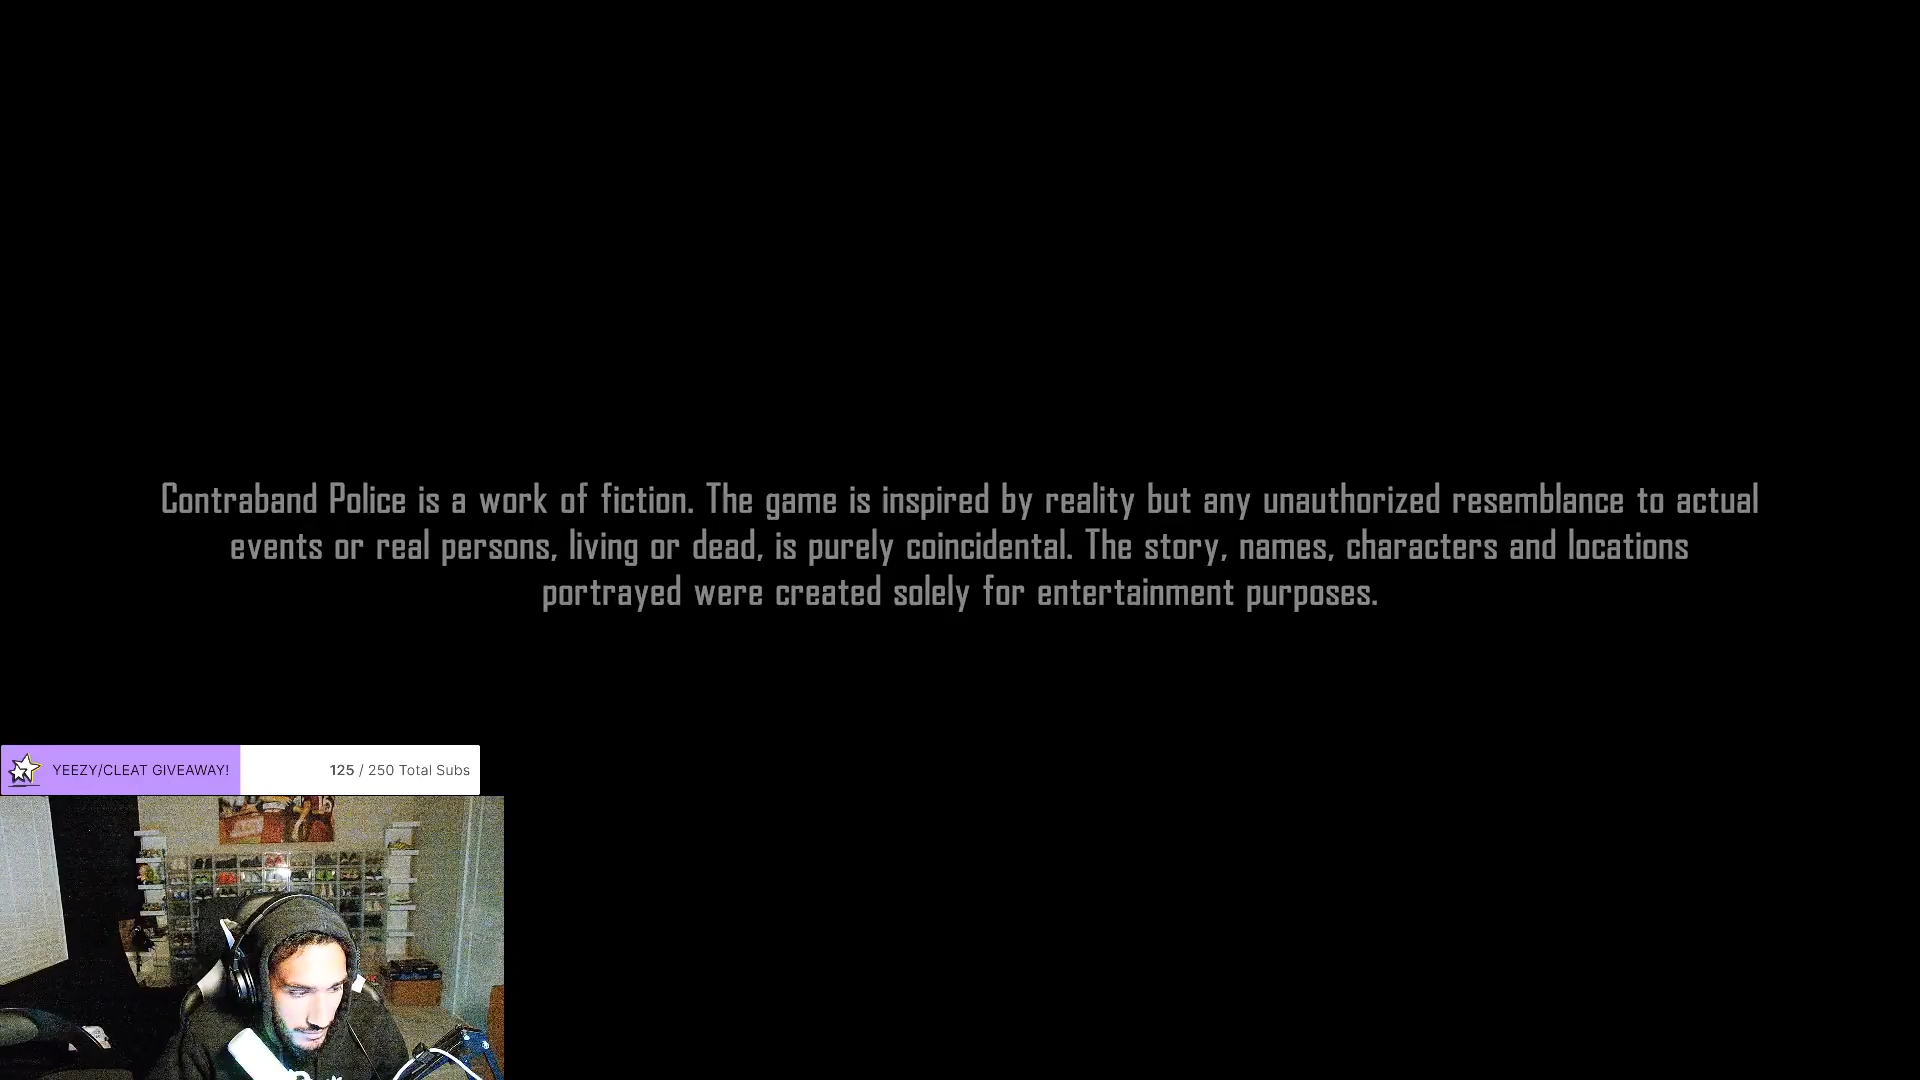 Contraband Police is a work of fiction. The game is inspired by reality but any unauthorized resemblance to actual
events or real persons, living or dead, is purely coincidental. The story, names, characters and locations
portrayed were created solely for entertainment purposes.
YEEZY/CLEAT GIVEAWAY! 125 / 250 Total Subs